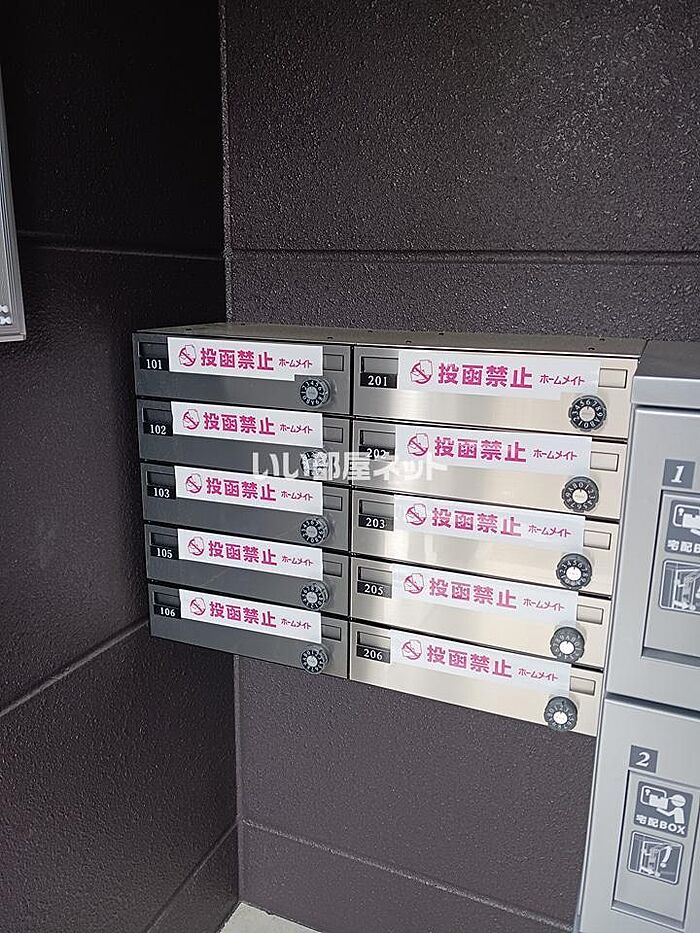 101 投函禁止 ホームメイト
201 投函禁止 ホームメイト
102 投函禁止 ホームメイト
202 投函禁止 ホームメイト
いい部屋ネット
103 投函禁止 ホームメイト
203 投函禁止 ホームメイト
105 投函禁止 ホームメイト
205 投函禁止 ホームメイト
106 投函禁止 ホームメイト
206 投函禁止 ホームメイト
1
宅配B
2
宅配BOX